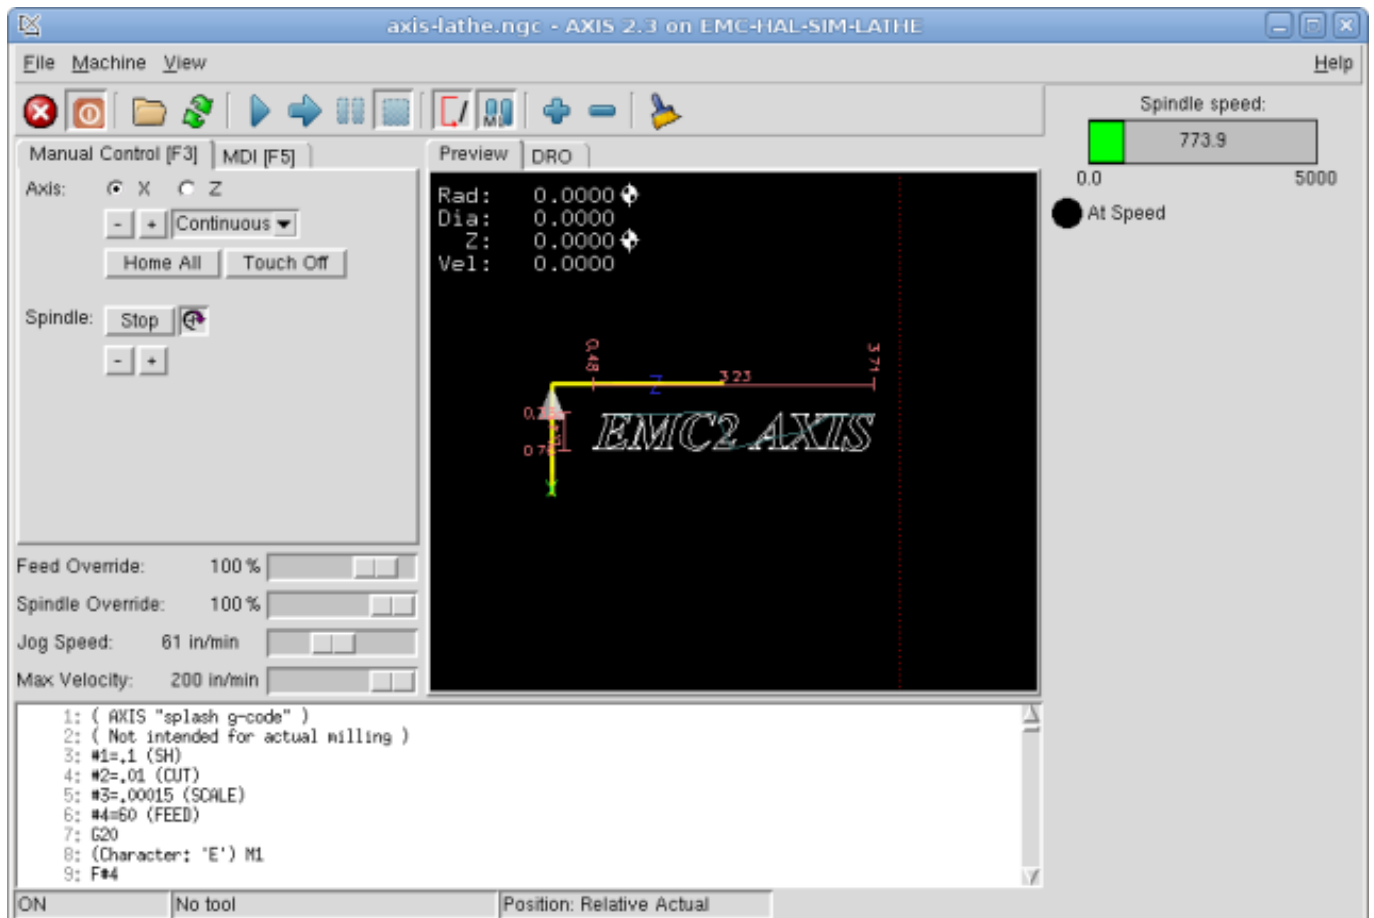 axis-lathe.ngc - AXIS 2.3 on EMC-HAL-SIM-LATHE
File Machine View Help
Manual Control [F3] MDI [F5]
Axis: X Z
- + Continuous
Home All Touch Off
Spindle: Stop
- +
Feed Override: 100 %
Spindle Override: 100 %
Jog Speed: 61 in/min
Max Velocity: 200 in/min
Preview DRO
Rad: 0.0000
Dia: 0.0000
Z: 0.0000
Vel: 0.0000
0.48
3.23
3.71
Z
EMC2 AXIS
Spindle speed:
773.9
0.0 5000
At Speed
1: ( AXIS "splash g-code" )
2: ( Not intended for actual milling )
3: #1=.1 (SH)
4: #2=.01 (CUT)
5: #3=.00015 (SCALE)
6: #4=60 (FEED)
7: G20
8: (Character: 'E') M1
9: F#4
ON No tool Position: Relative Actual